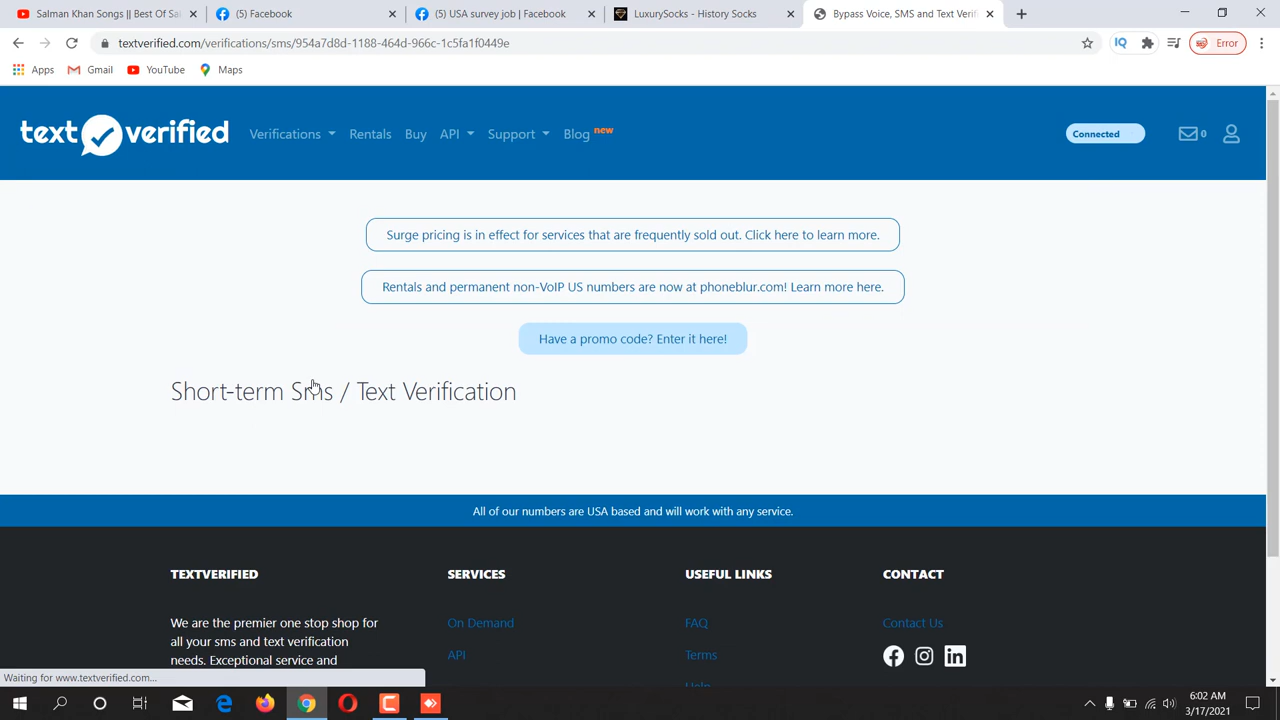 Salman Khan Songs || Best Of Sal
(5) Facebook
(5) USA survey job | Facebook
LuxurySocks - History Socks
Bypass Voice, SMS and Text Verifi
textverified.com/verifications/sms/954a7d8d-1188-464d-966c-1c5fa1f0449e
IQ
Error
Apps
Gmail
YouTube
Maps
text verified
Verifications
Rentals
Buy
API
Support
Blog new
Connected
0
Surge pricing is in effect for services that are frequently sold out. Click here to learn more.
Rentals and permanent non-VoIP US numbers are now at phoneblur.com! Learn more here.
Have a promo code? Enter it here!
Short-term Sms / Text Verification
All of our numbers are USA based and will work with any service.
TEXTVERIFIED
SERVICES
USEFUL LINKS
CONTACT
We are the premier one stop shop for
all your sms and text verification
needs. Exceptional service and
On Demand
API
FAQ
Terms
Help
Contact Us
Waiting for www.textverified.com...
6:02 AM
3/17/2021